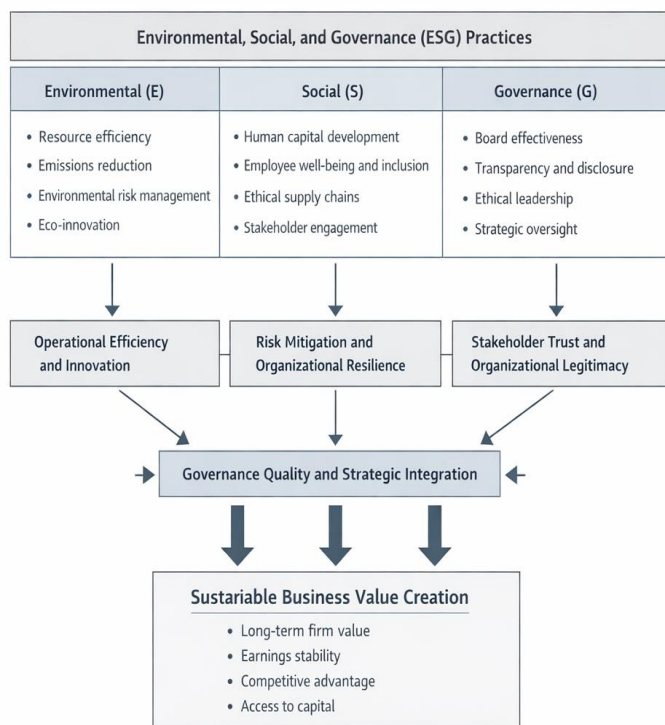 Environmental, Social, and Governance (ESG) Practices
Environmental (E)
• Resource efficiency
• Emissions reduction
• Environmental risk management
• Eco-innovation
Social (S)
• Human capital development
• Employee well-being and inclusion
• Ethical supply chains
• Stakeholder engagement
Governance (G)
• Board effectiveness
• Transparency and disclosure
• Ethical leadership
• Strategic oversight
Operational Efficiency
and Innovation
Risk Mitigation and
Organizational Resilience
Stakeholder Trust and
Organizational Legitimacy
Governance Quality and Strategic Integration
Sustariable Business Value Creation
• Long-term firm value
• Earnings stability
• Competitive advantage
• Access to capital